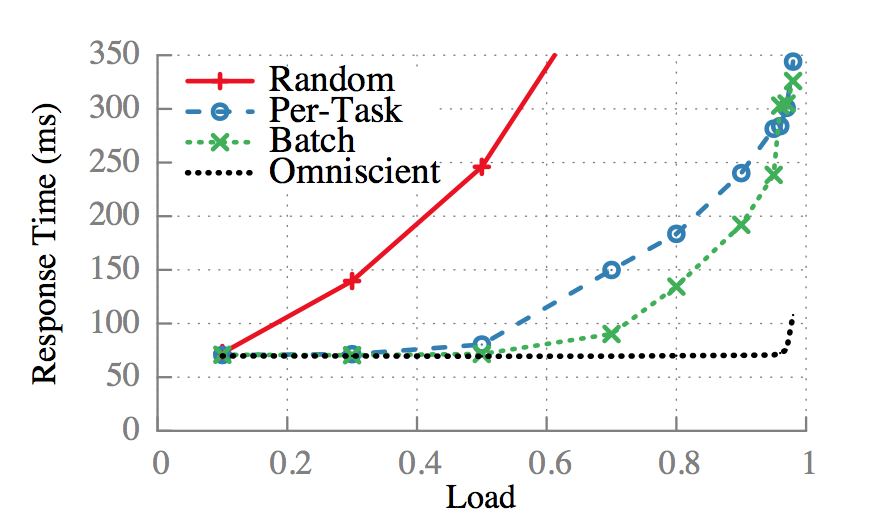 350
300
250
200
150
100
50
0
Response Time (ms)
Random
Per-Task
Batch
Omniscient
0 0.2 0.4 0.6 0.8 1
Load